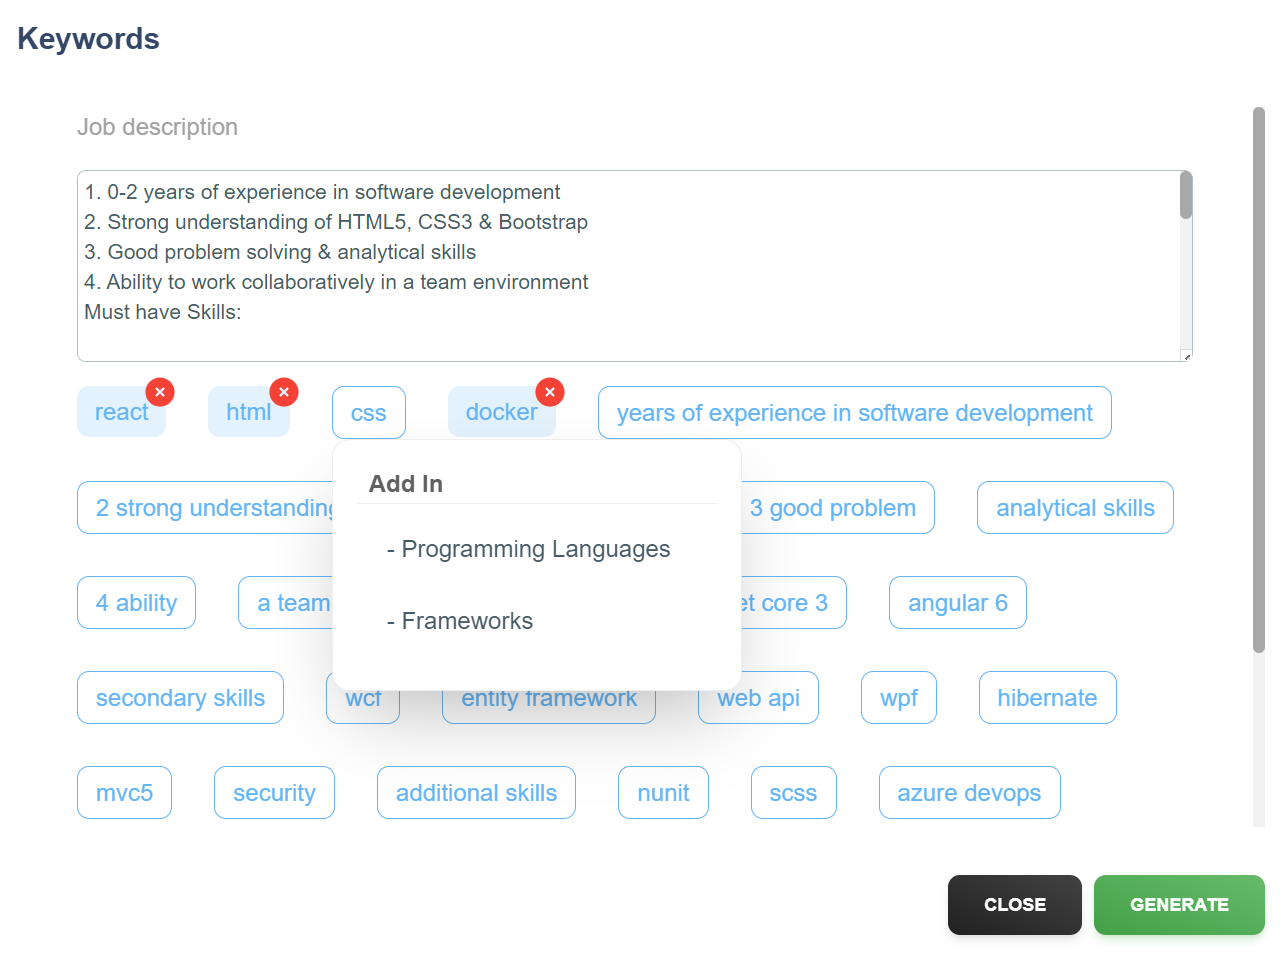 Keywords
Job description
1. 0-2 years of experience in software development
2. Strong understanding of HTML5, CSS3 & Bootstrap
3. Good problem solving & analytical skills
4. Ability to work collaboratively in a team environment
Must have Skills:
react html css docker years of experience in software development
Add In
2 strong understanding 3 good problem analytical skills
- Programming Languages
4 ability a team core 3 angular 6
- Frameworks
secondary skills wcf entity framework web api wpf hibernate
mvc5 security additional skills nunit scss azure devops
CLOSE GENERATE